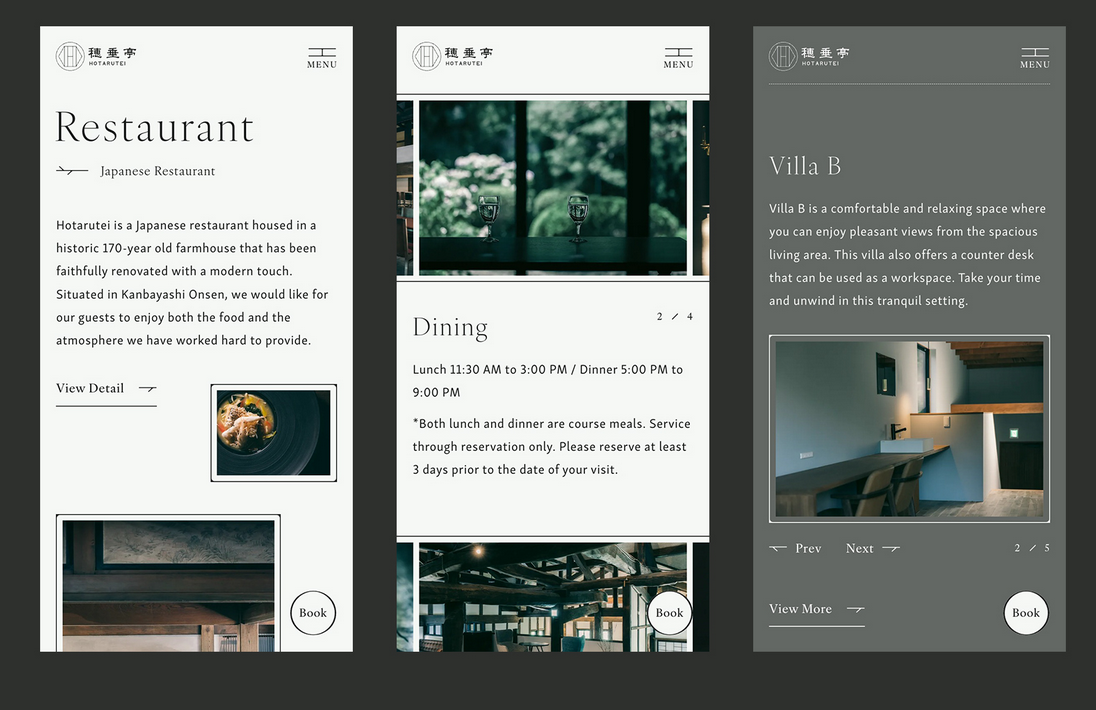 穂垂亭
HOTARUTEI
MENU
Restaurant
Japanese Restaurant
Hotarutei is a Japanese restaurant housed in a
historic 170-year old farmhouse that has been
faithfully renovated with a modern touch.
Situated in Kanbayashi Onsen, we would like for
our guests to enjoy both the food and the
atmosphere we have worked hard to provide.
View Detail
Book
穂垂亭
HOTARUTEI
MENU
Dining
2 / 4
Lunch 11:30 AM to 3:00 PM / Dinner 5:00 PM to
9:00 PM
*Both lunch and dinner are course meals. Service
through reservation only. Please reserve at least
3 days prior to the date of your visit.
Book
穂垂亭
HOTARUTEI
MENU
Villa B
Villa B is a comfortable and relaxing space where
you can enjoy pleasant views from the spacious
living area. This villa also offers a counter desk
that can be used as a workspace. Take your time
and unwind in this tranquil setting.
Prev
Next
2 / 5
View More
Book